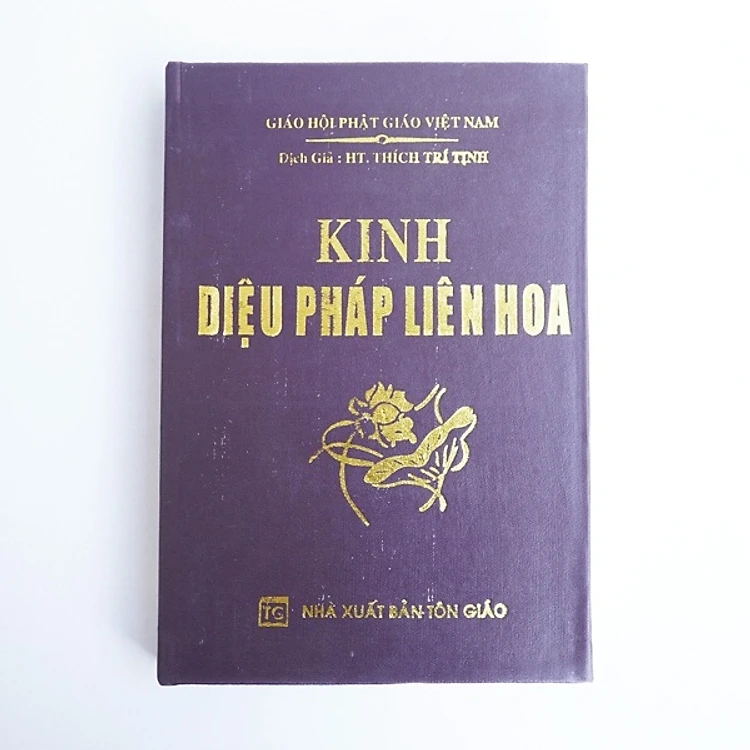 GIÁO HỘI PHẬT GIÁO VIỆT NAM
Dịch Giả : HT. THÍCH TRÍ TỊNH
KINH
DIỆU PHÁP LIÊN HOA
TG NHÀ XUẤT BẢN TÔN GIÁO